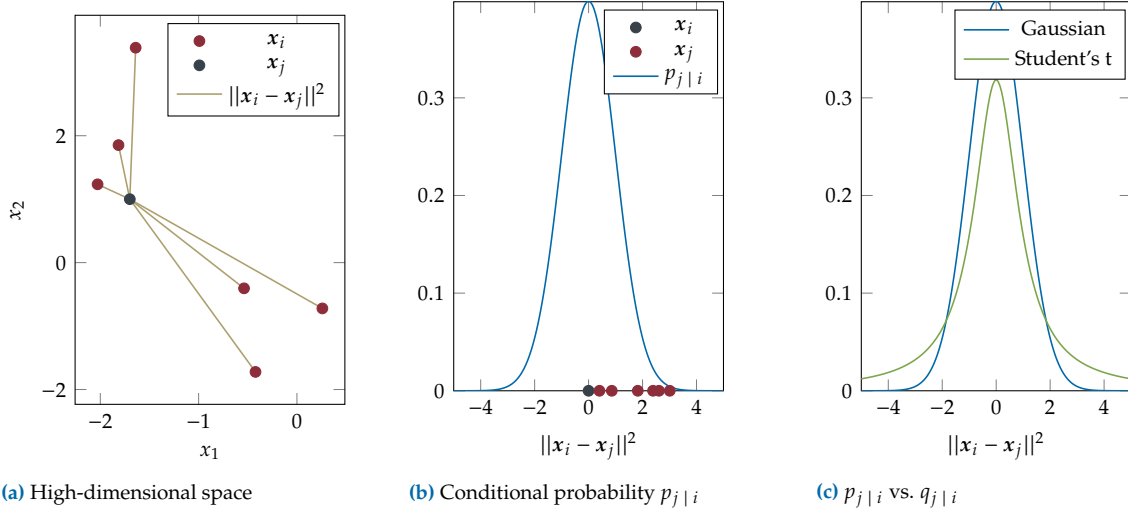 x_i
x_j
||x_i − x_j||^2
2
0
−2
x_2
−2
−1
0
x_1
(a) High-dimensional space
x_i
x_j
p_{j | i}
0.3
0.2
0.1
0
−4
−2
0
2
4
||x_i − x_j||^2
(b) Conditional probability p_{j | i}
Gaussian
Student's t
0.3
0.2
0.1
0
−4
−2
0
2
4
||x_i − x_j||^2
(c) p_{j | i} vs. q_{j | i}